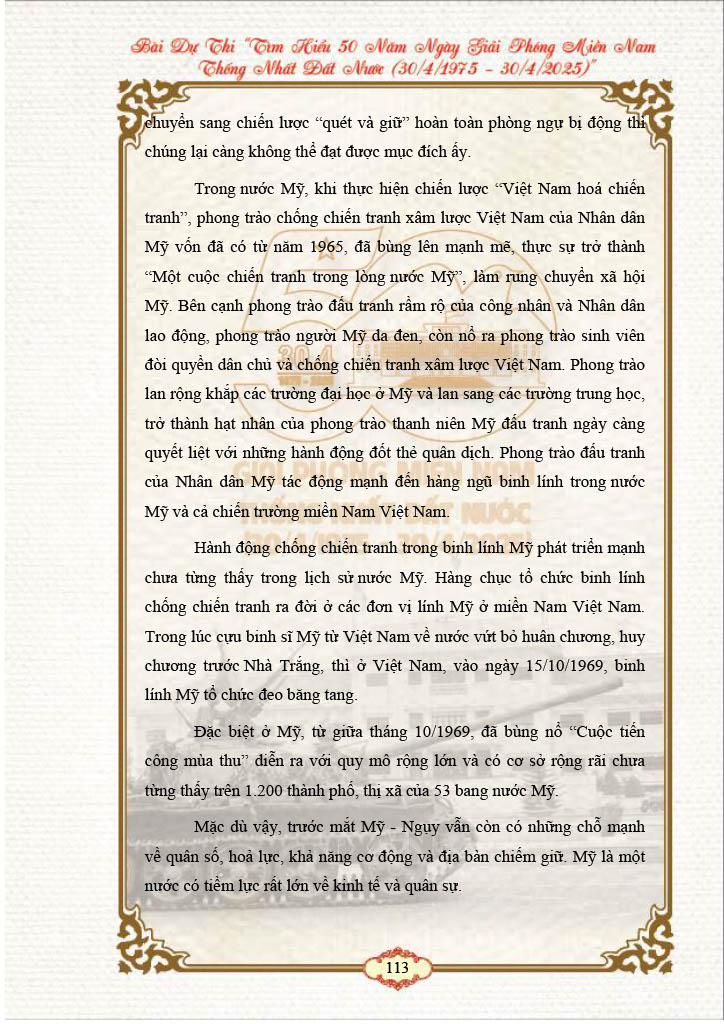 Bài Dự Thi “Tìm Hiểu 50 Năm Ngày Giải Phóng Miền Nam
Thống Nhất Đất Nước (30/4/1975 – 30/4/2025)”
chuyển sang chiến lược “quét và giữ” hoàn toàn phòng ngự bị động thì
chúng lại càng không thể đạt được mục đích ấy.
Trong nước Mỹ, khi thực hiện chiến lược “Việt Nam hoá chiến
tranh”, phong trào chống chiến tranh xâm lược Việt Nam của Nhân dân
Mỹ vốn đã có từ năm 1965, đã bùng lên mạnh mẽ, thực sự trở thành
“Một cuộc chiến tranh trong lòng nước Mỹ”, làm rung chuyển xã hội
Mỹ. Bên cạnh phong trào đấu tranh rầm rộ của công nhân và Nhân dân
lao động, phong trào người Mỹ da đen, còn nổ ra phong trào sinh viên
đòi quyền dân chủ và chống chiến tranh xâm lược Việt Nam. Phong trào
lan rộng khắp các trường đại học ở Mỹ và lan sang các trường trung học,
trở thành hạt nhân của phong trào thanh niên Mỹ đấu tranh ngày càng
quyết liệt với những hành động đốt thẻ quân dịch. Phong trào đấu tranh
của Nhân dân Mỹ tác động mạnh đến hàng ngũ binh lính trong nước
Mỹ và cả chiến trường miền Nam Việt Nam.
Hành động chống chiến tranh trong binh lính Mỹ phát triển mạnh
chưa từng thấy trong lịch sử nước Mỹ. Hàng chục tổ chức binh lính
chống chiến tranh ra đời ở các đơn vị lính Mỹ ở miền Nam Việt Nam.
Trong lúc cựu binh sĩ Mỹ từ Việt Nam về nước vứt bỏ huân chương, huy
chương trước Nhà Trắng, thì ở Việt Nam, vào ngày 15/10/1969, binh
lính Mỹ tổ chức đeo băng tang.
Đặc biệt ở Mỹ, từ giữa tháng 10/1969, đã bùng nổ “Cuộc tiến
công mùa thu” diễn ra với quy mô rộng lớn và có cơ sở rộng rãi chưa
từng thấy trên 1.200 thành phố, thị xã của 53 bang nước Mỹ.
Mặc dù vậy, trước mắt Mỹ - Ngụy vẫn còn có những chỗ mạnh
về quân số, hoả lực, khả năng cơ động và địa bàn chiếm giữ. Mỹ là một
nước có tiềm lực rất lớn về kinh tế và quân sự.
113